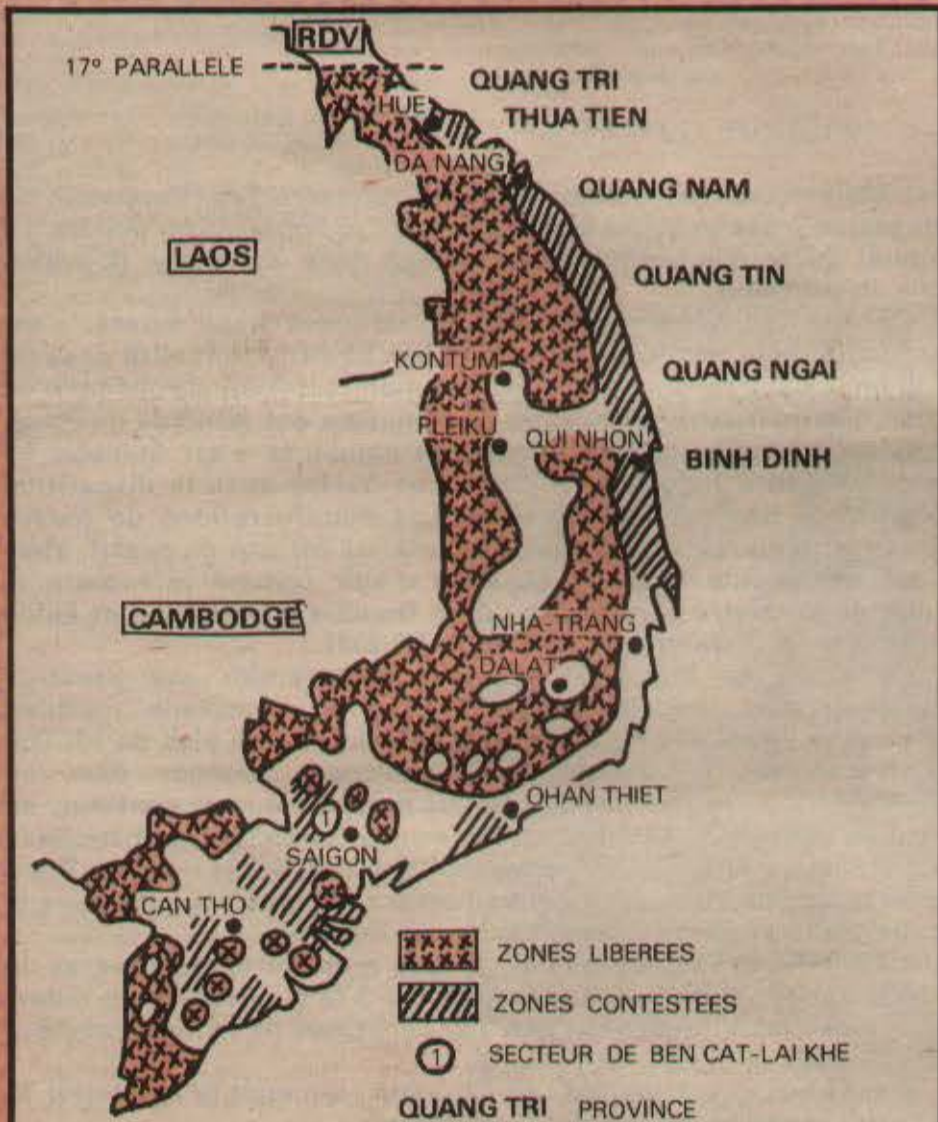 RDV
17º PARALLELE
QUANG TRI
HUE
THUA TIEN
DA NANG
QUANG NAM
LAOS
QUANG TIN
KONTUM
QUANG NGAI
PLEIKU
QUI NHON
BINH DINH
CAMBODGE
NHA-TRANG
DALAT
OHAN THIET
1
SAIGON
CAN THO
ZONES LIBEREES
ZONES CONTESTEES
1 SECTEUR DE BEN CAT-LAI KHE
QUANG TRI PROVINCE